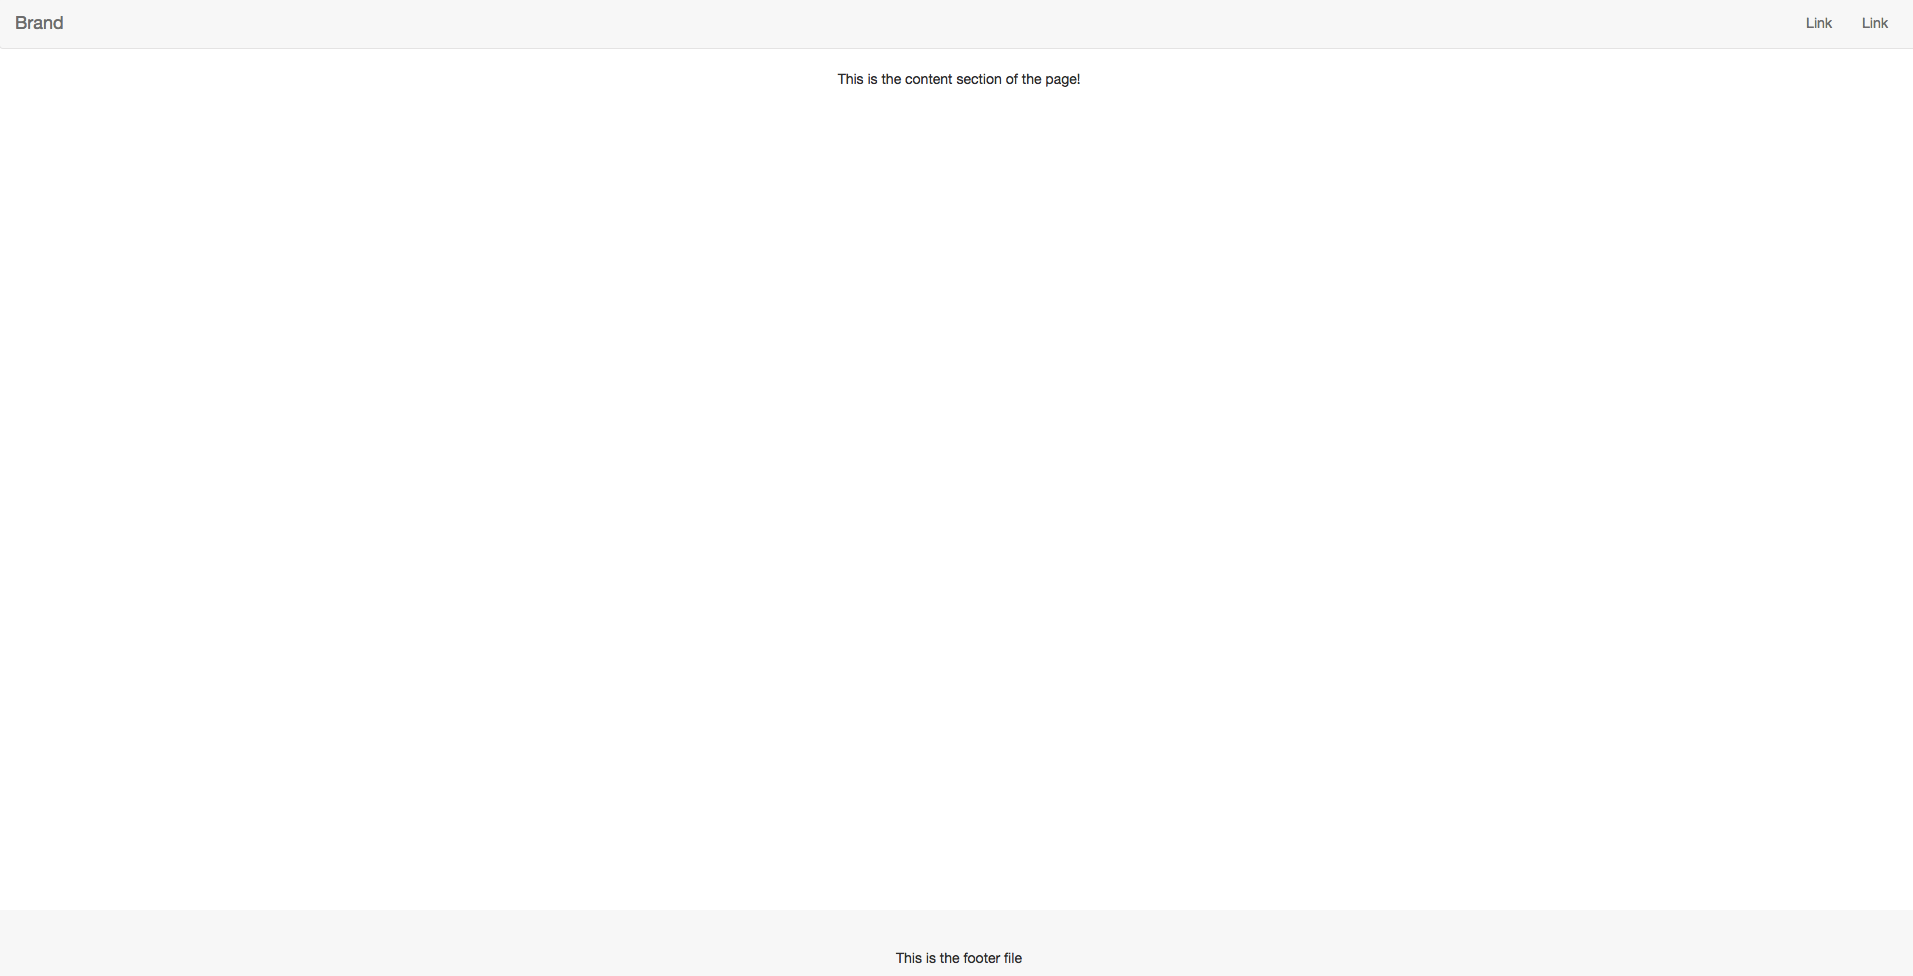 Brand Link Link
This is the content section of the page!
This is the footer file